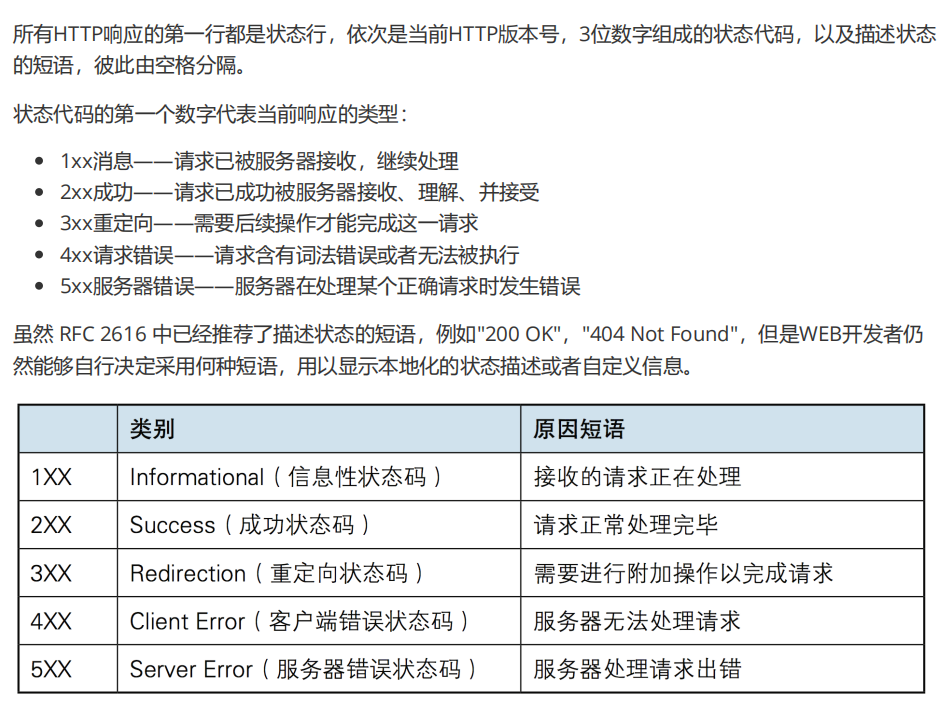 所有HTTP响应的第一行都是状态行，依次是当前HTTP版本号，3位数字组成的状态代码，以及描述状态
的短语，彼此由空格分隔。
状态代码的第一个数字代表当前响应的类型：
• 1xx消息——请求已被服务器接收，继续处理
• 2xx成功——请求已成功被服务器接收、理解、并接受
• 3xx重定向——需要后续操作才能完成这一请求
• 4xx请求错误——请求含有词法错误或者无法被执行
• 5xx服务器错误——服务器在处理某个正确请求时发生错误
虽然 RFC 2616 中已经推荐了描述状态的短语，例如"200 OK"，"404 Not Found"，但是WEB开发者仍
然能够自行决定采用何种短语，用以显示本地化的状态描述或者自定义信息。
类别 原因短语
1XX Informational（信息性状态码） 接收的请求正在处理
2XX Success（成功状态码） 请求正常处理完毕
3XX Redirection（重定向状态码） 需要进行附加操作以完成请求
4XX Client Error（客户端错误状态码） 服务器无法处理请求
5XX Server Error（服务器错误状态码） 服务器处理请求出错